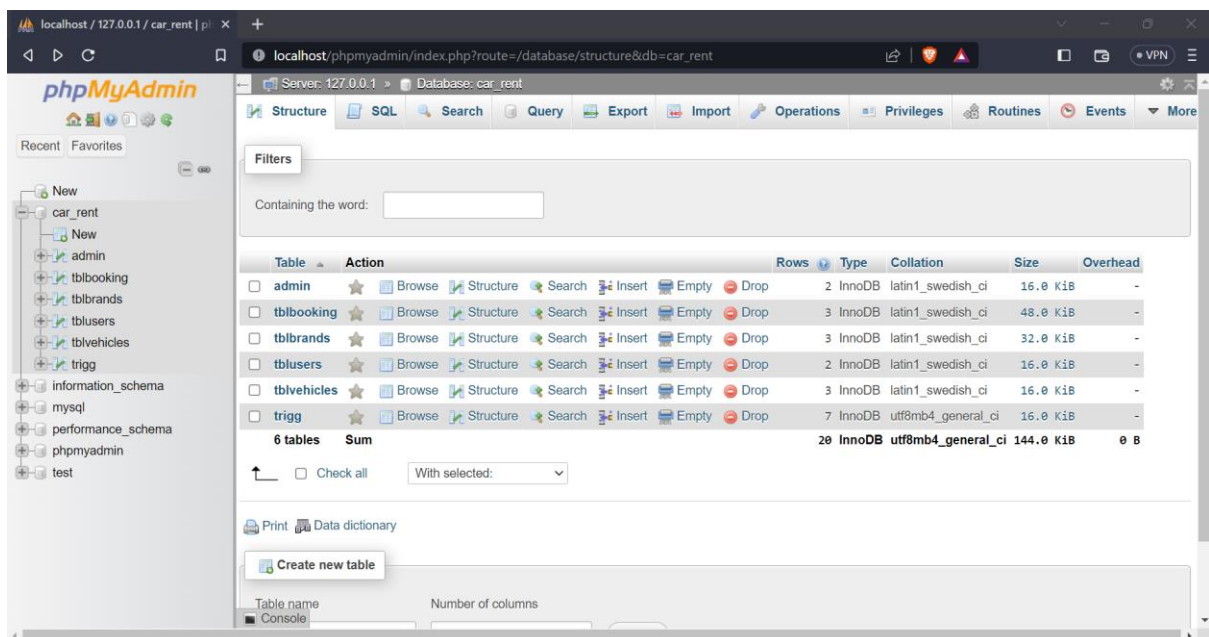 localhost / 127.0.0.1 / car_rent | ph
localhost/phpmyadmin/index.php?route=/database/structure&db=car_rent
VPN
phpMyAdmin
Recent Favorites
New
car_rent
New
admin
tblbooking
tblbrands
tblusers
tblvehicles
trigg
information_schema
mysql
performance_schema
phpmyadmin
test
Server: 127.0.0.1 » Database: car_rent
Structure SQL Search Query Export Import Operations Privileges Routines Events More
Filters
Containing the word:
Table Action Rows Type Collation Size Overhead
admin Browse Structure Search Insert Empty Drop 2 InnoDB latin1_swedish_ci 16.0 KiB -
tblbooking Browse Structure Search Insert Empty Drop 3 InnoDB latin1_swedish_ci 48.0 KiB -
tblbrands Browse Structure Search Insert Empty Drop 3 InnoDB latin1_swedish_ci 32.0 KiB -
tblusers Browse Structure Search Insert Empty Drop 2 InnoDB latin1_swedish_ci 16.0 KiB -
tblvehicles Browse Structure Search Insert Empty Drop 3 InnoDB latin1_swedish_ci 16.0 KiB -
trigg Browse Structure Search Insert Empty Drop 7 InnoDB utf8mb4_general_ci 16.0 KiB -
6 tables Sum 20 InnoDB utf8mb4_general_ci 144.0 KiB 0 B
Check all With selected:
Print Data dictionary
Create new table
Table name Number of columns
Console